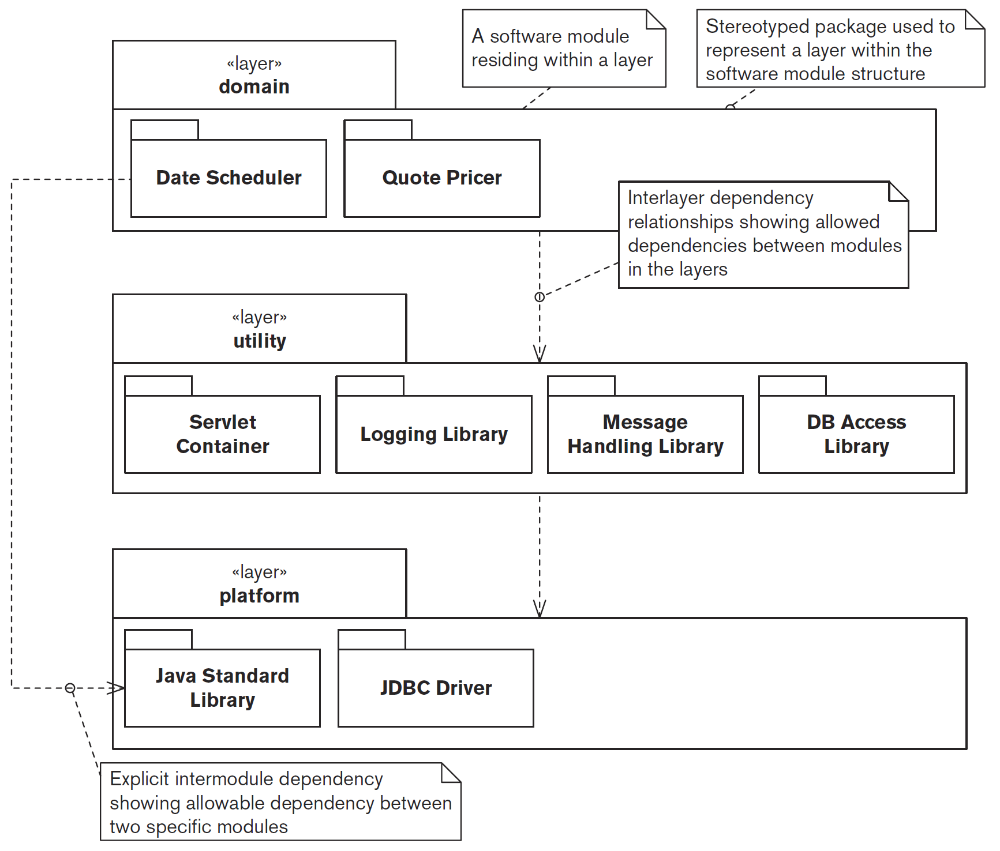 A software module
residing within a layer
Stereotyped package used to
represent a layer within the
software module structure
«layer»
domain
Date Scheduler
Quote Pricer
Interlayer dependency
relationships showing allowed
dependencies between modules
in the layers
«layer»
utility
Servlet
Container
Logging Library
Message
Handling Library
DB Access
Library
«layer»
platform
Java Standard
Library
JDBC Driver
Explicit intermodule dependency
showing allowable dependency between
two specific modules